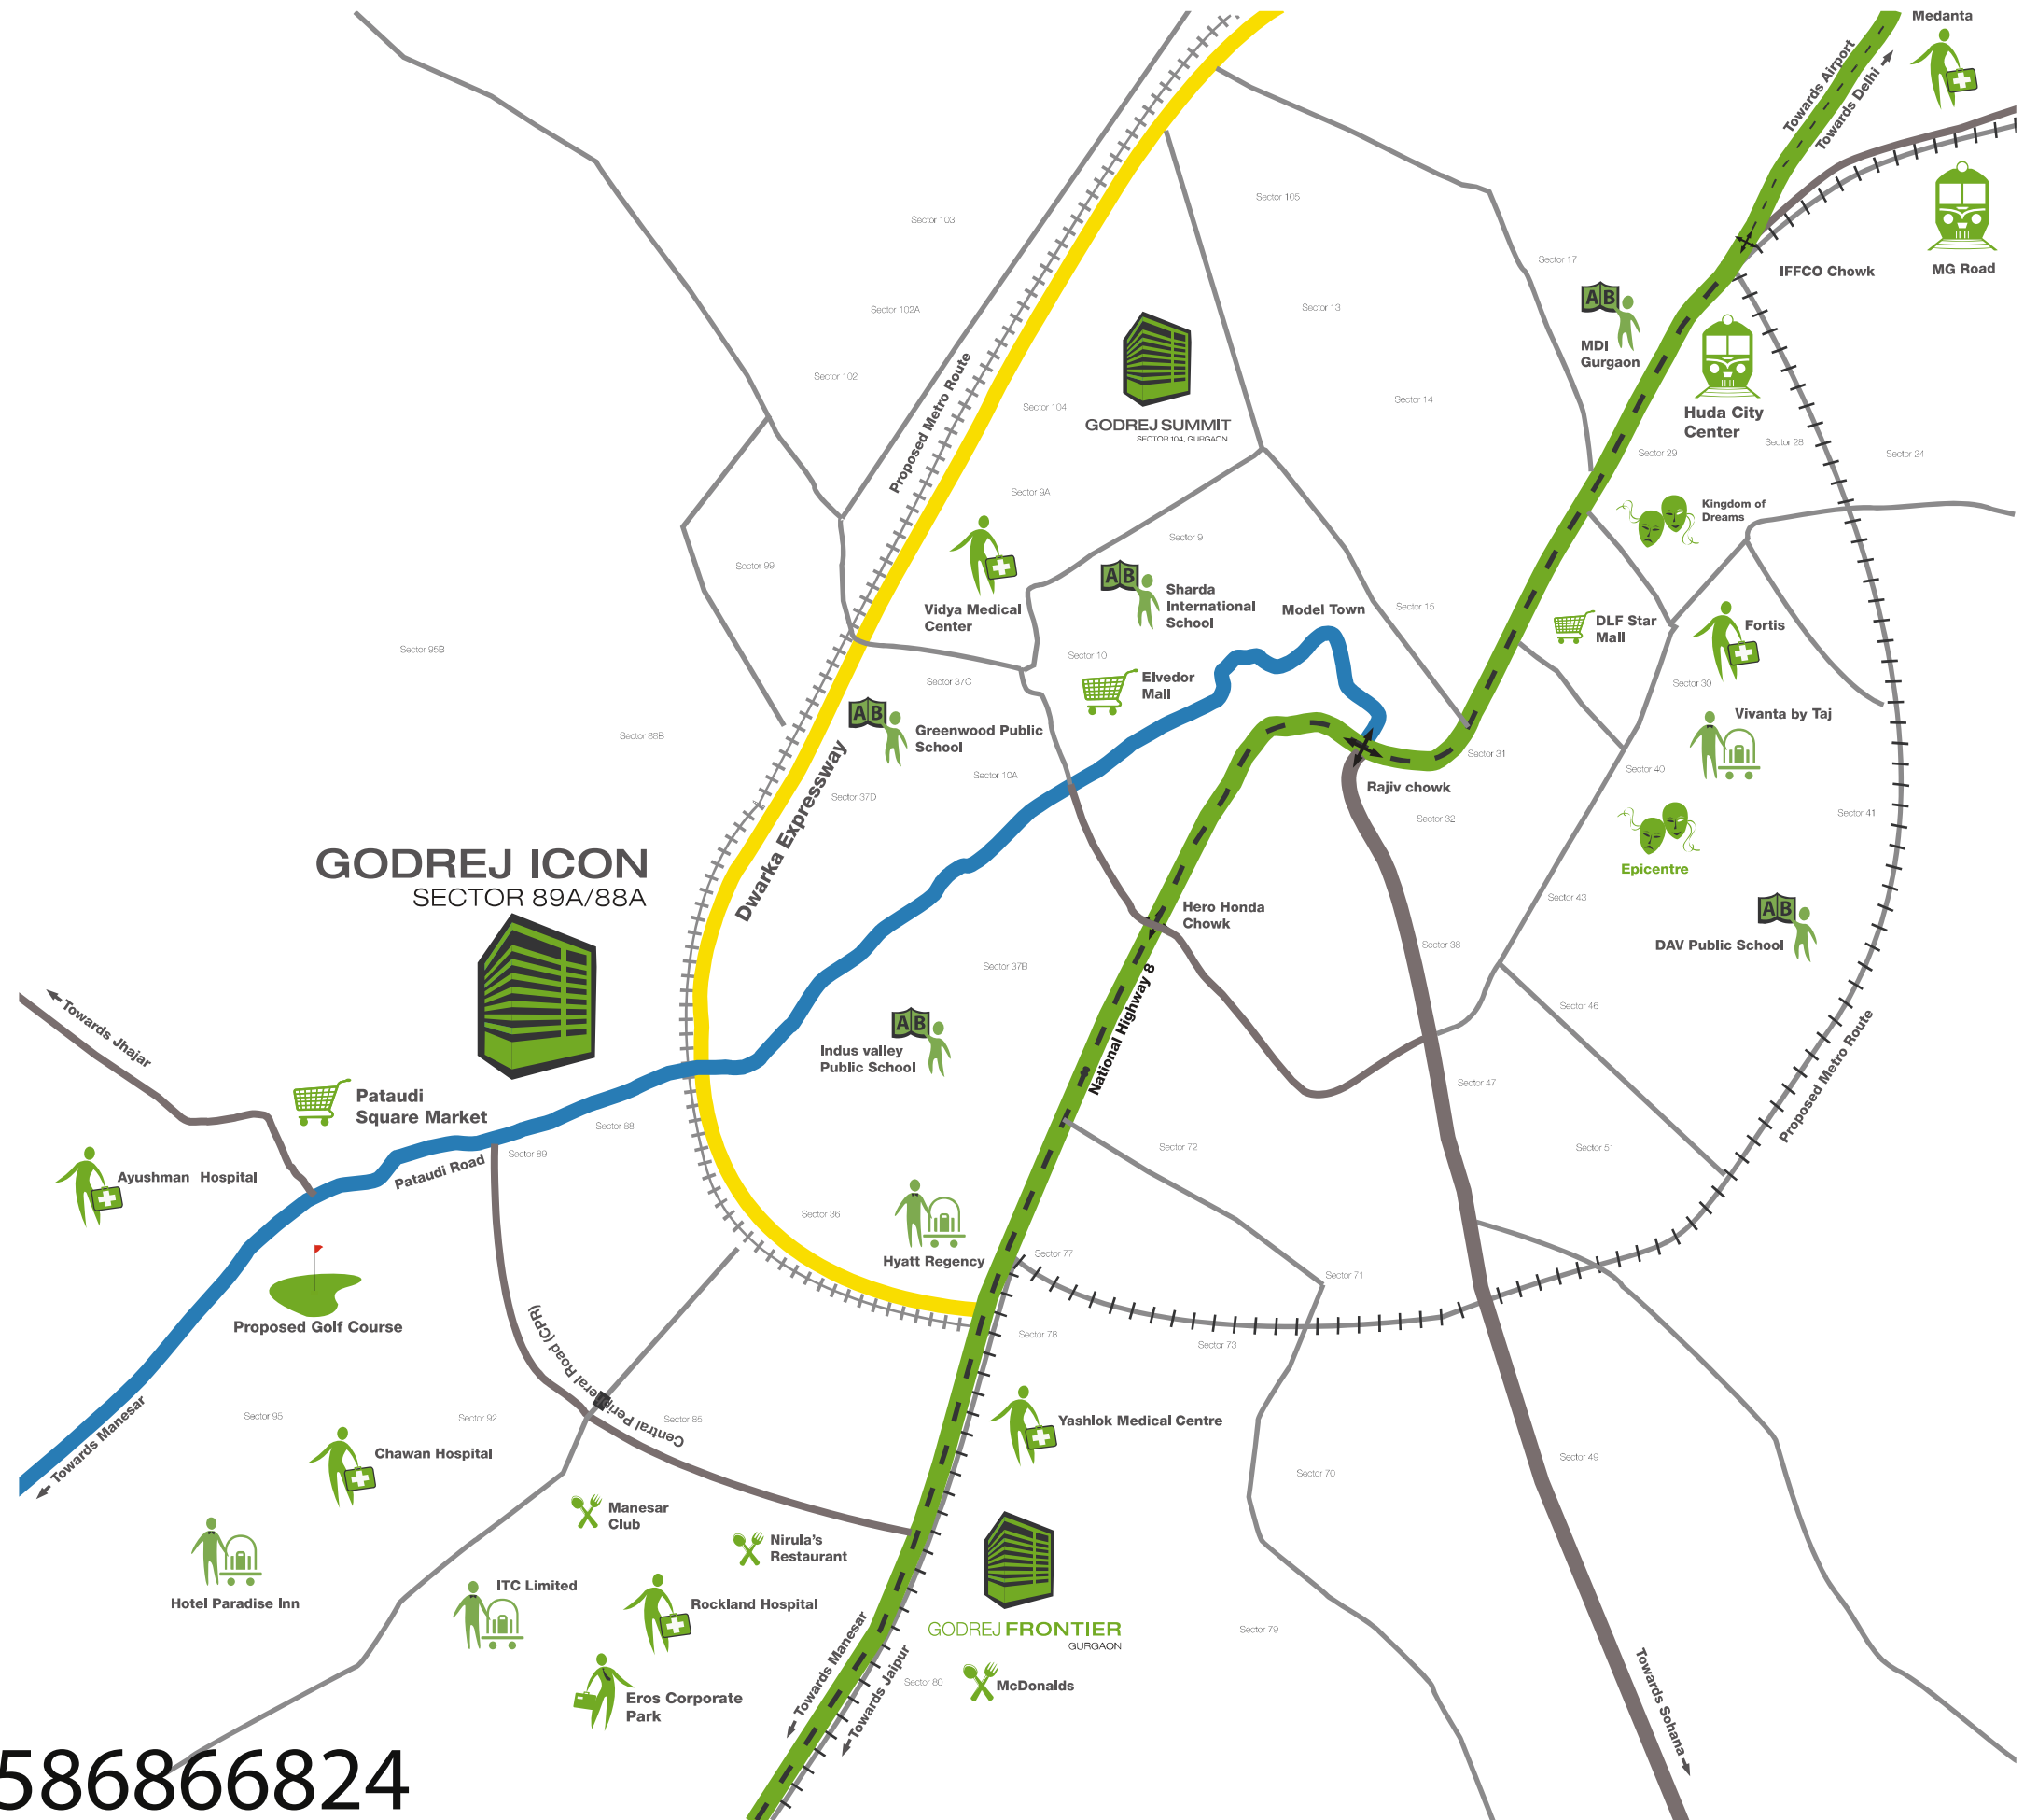 Medanta
Towards Airport
Towards Delhi
Sector 103
Sector 105
Sector 17
IFFCO Chowk
MG Road
Sector 102A
Sector 13
MDI
Gurgaon
Sector 102
Proposed Metro Route
Sector 104
GODREJ SUMMIT
SECTOR 104, GURGAON
Sector 14
Huda City
Center
Sector 28
Sector 29
Sector 24
Sector 9A
Kingdom of
Dreams
Sector 9
Sector 99
Vidya Medical
Center
AB
Sharda
International
School
Model Town
Sector 15
DLF Star
Mall
Fortis
Sector 95B
Sector 10
Sector 37C
Elvedor
Mall
Sector 30
Vivanta by Taj
AB
Greenwood Public
School
Sector 88B
Sector 31
Sector 40
Sector 10A
Sector 37D
Rajiv chowk
Sector 32
Sector 41
Dwarka Expressway
GODREJ ICON
SECTOR 89A/88A
Epicentre
Hero Honda
Chowk
Sector 43
AB
DAV Public School
Sector 38
Sector 37B
National Highway 8
Sector 46
Towards Jhajar
AB
Indus valley
Public School
Proposed Metro Route
Pataudi
Square Market
Sector 47
Sector 88
Sector 89
Sector 72
Sector 51
Ayushman Hospital
Pataudi Road
Sector 36
Hyatt Regency
Sector 77
Sector 71
Proposed Golf Course
Sector 78
Sector 73
Central Peripheral Road (CPR)
Towards Manesar
Sector 95
Sector 92
Sector 85
Yashlok Medical Centre
Chawan Hospital
Sector 49
Sector 70
Manesar
Club
Nirula's
Restaurant
Hotel Paradise Inn
ITC Limited
Rockland Hospital
GODREJ FRONTIER
GURGAON
Sector 79
Towards Manesar
Towards Jaipur
Sector 80
McDonalds
Eros Corporate
Park
Towards Sohana
586866824
AB